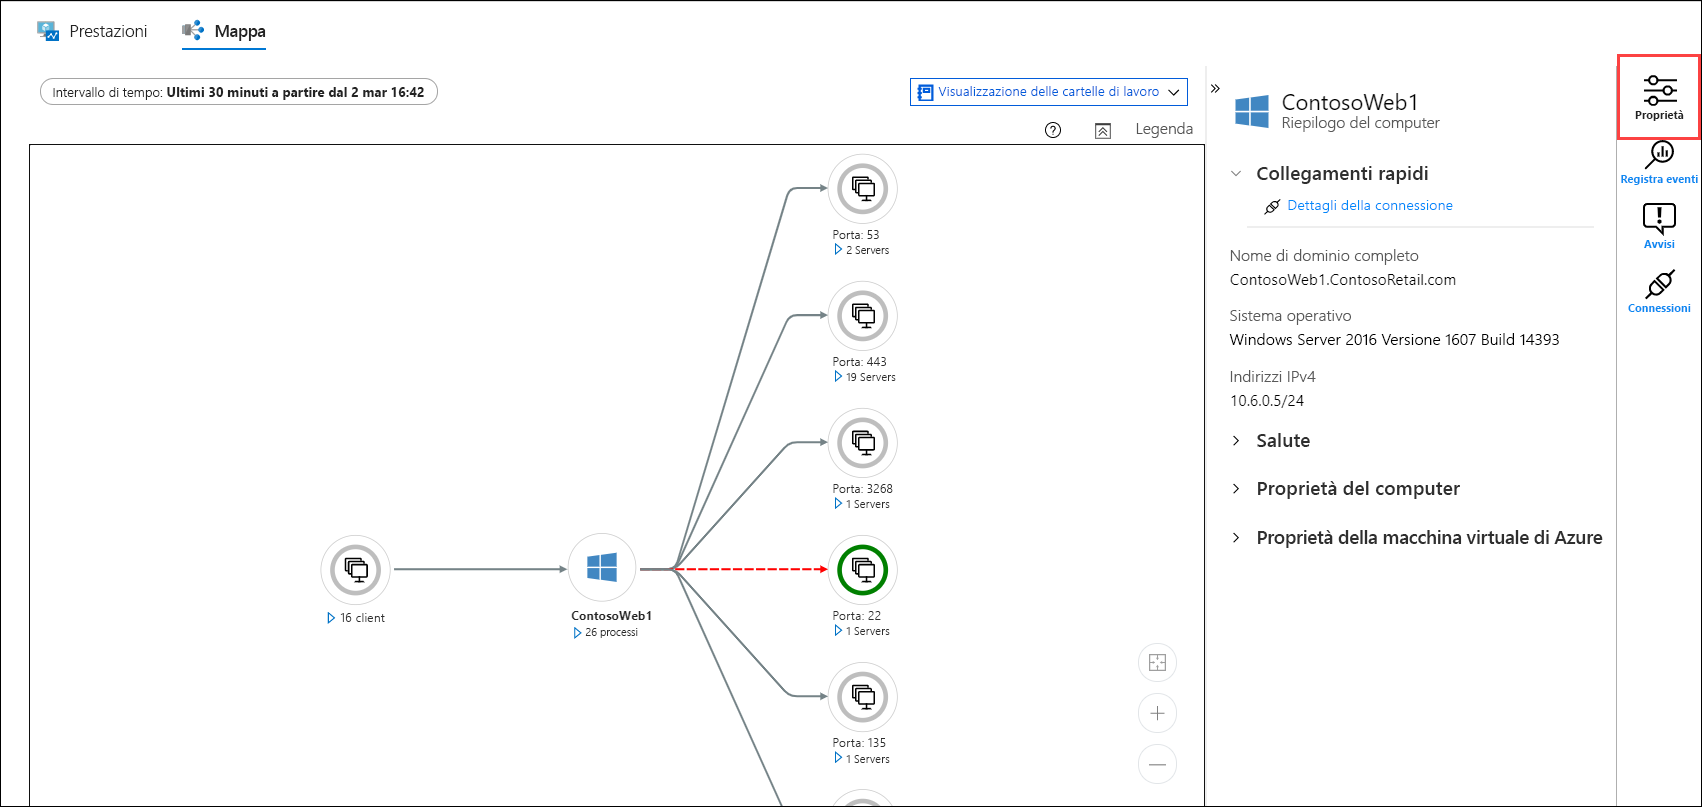 Prestazioni
Mappa
Intervallo di tempo: Ultimi 30 minuti a partire dal 2 mar 16:42
Visualizzazione delle cartelle di lavoro
Legenda
Porta: 53
2 Servers
Porta: 443
19 Servers
Porta: 3268
1 Servers
16 client
ContosoWeb1
26 processi
Porta: 22
1 Servers
Porta: 135
1 Servers
ContosoWeb1
Riepilogo del computer
Collegamenti rapidi
Dettagli della connessione
Nome di dominio completo
ContosoWeb1.ContosoRetail.com
Sistema operativo
Windows Server 2016 Versione 1607 Build 14393
Indirizzi IPv4
10.6.0.5/24
Salute
Proprietà del computer
Proprietà della macchina virtuale di Azure
Proprietà
Registra eventi
Avvisi
Connessioni